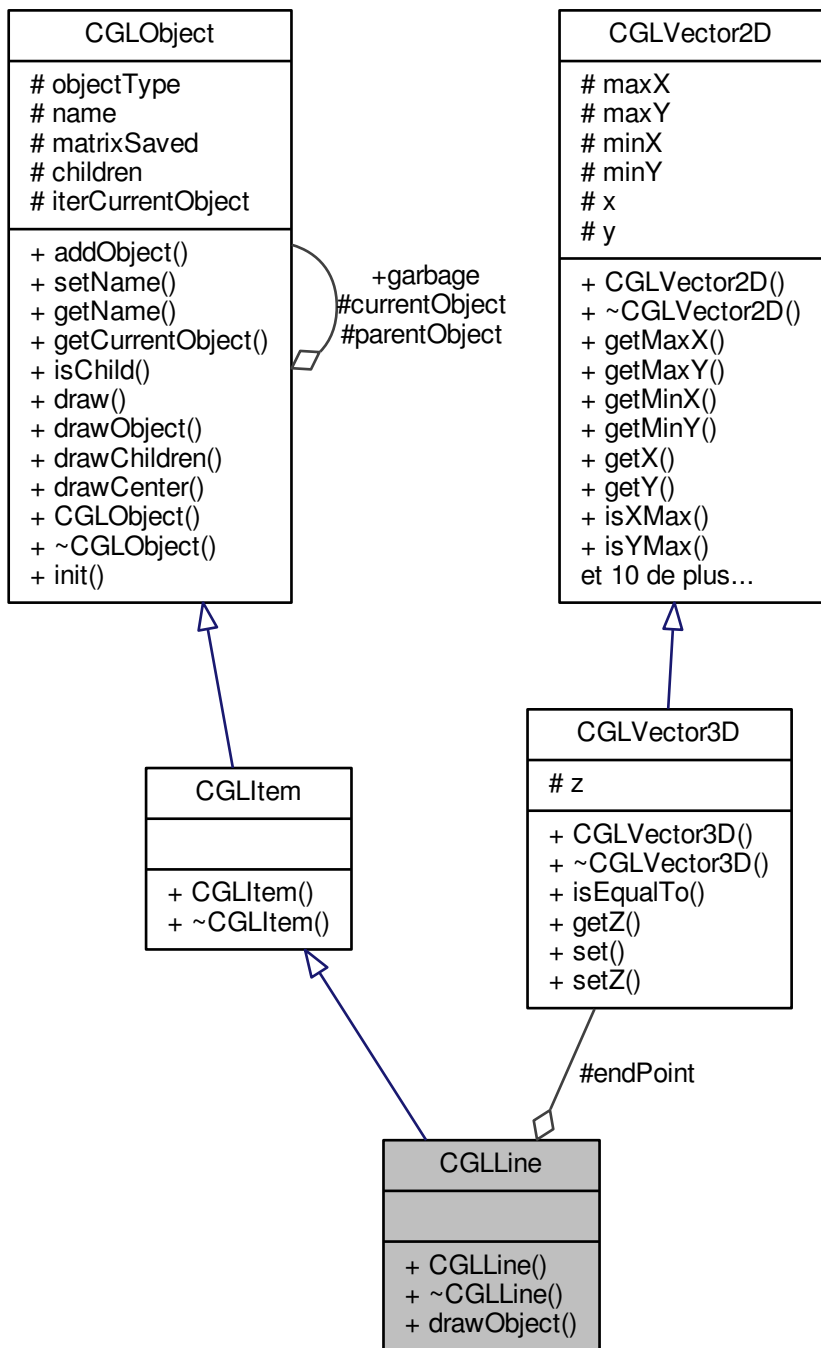 CGLObject
# objectType
# name
# matrixSaved
# children
# iterCurrentObject
+ addObject()
+ setName()
+ getName()
+ getCurrentObject()
+ isChild()
+ draw()
+ drawObject()
+ drawChildren()
+ drawCenter()
+ CGLObject()
+ ~CGLObject()
+ init()
+garbage
#currentObject
#parentObject
CGLVector2D
# maxX
# maxY
# minX
# minY
# x
# y
+ CGLVector2D()
+ ~CGLVector2D()
+ getMaxX()
+ getMaxY()
+ getMinX()
+ getMinY()
+ getX()
+ getY()
+ isXMax()
+ isYMax()
et 10 de plus...
CGLItem
+ CGLItem()
+ ~CGLItem()
CGLVector3D
# z
+ CGLVector3D()
+ ~CGLVector3D()
+ isEqualTo()
+ getZ()
+ set()
+ setZ()
#endPoint
CGLLine
+ CGLLine()
+ ~CGLLine()
+ drawObject()